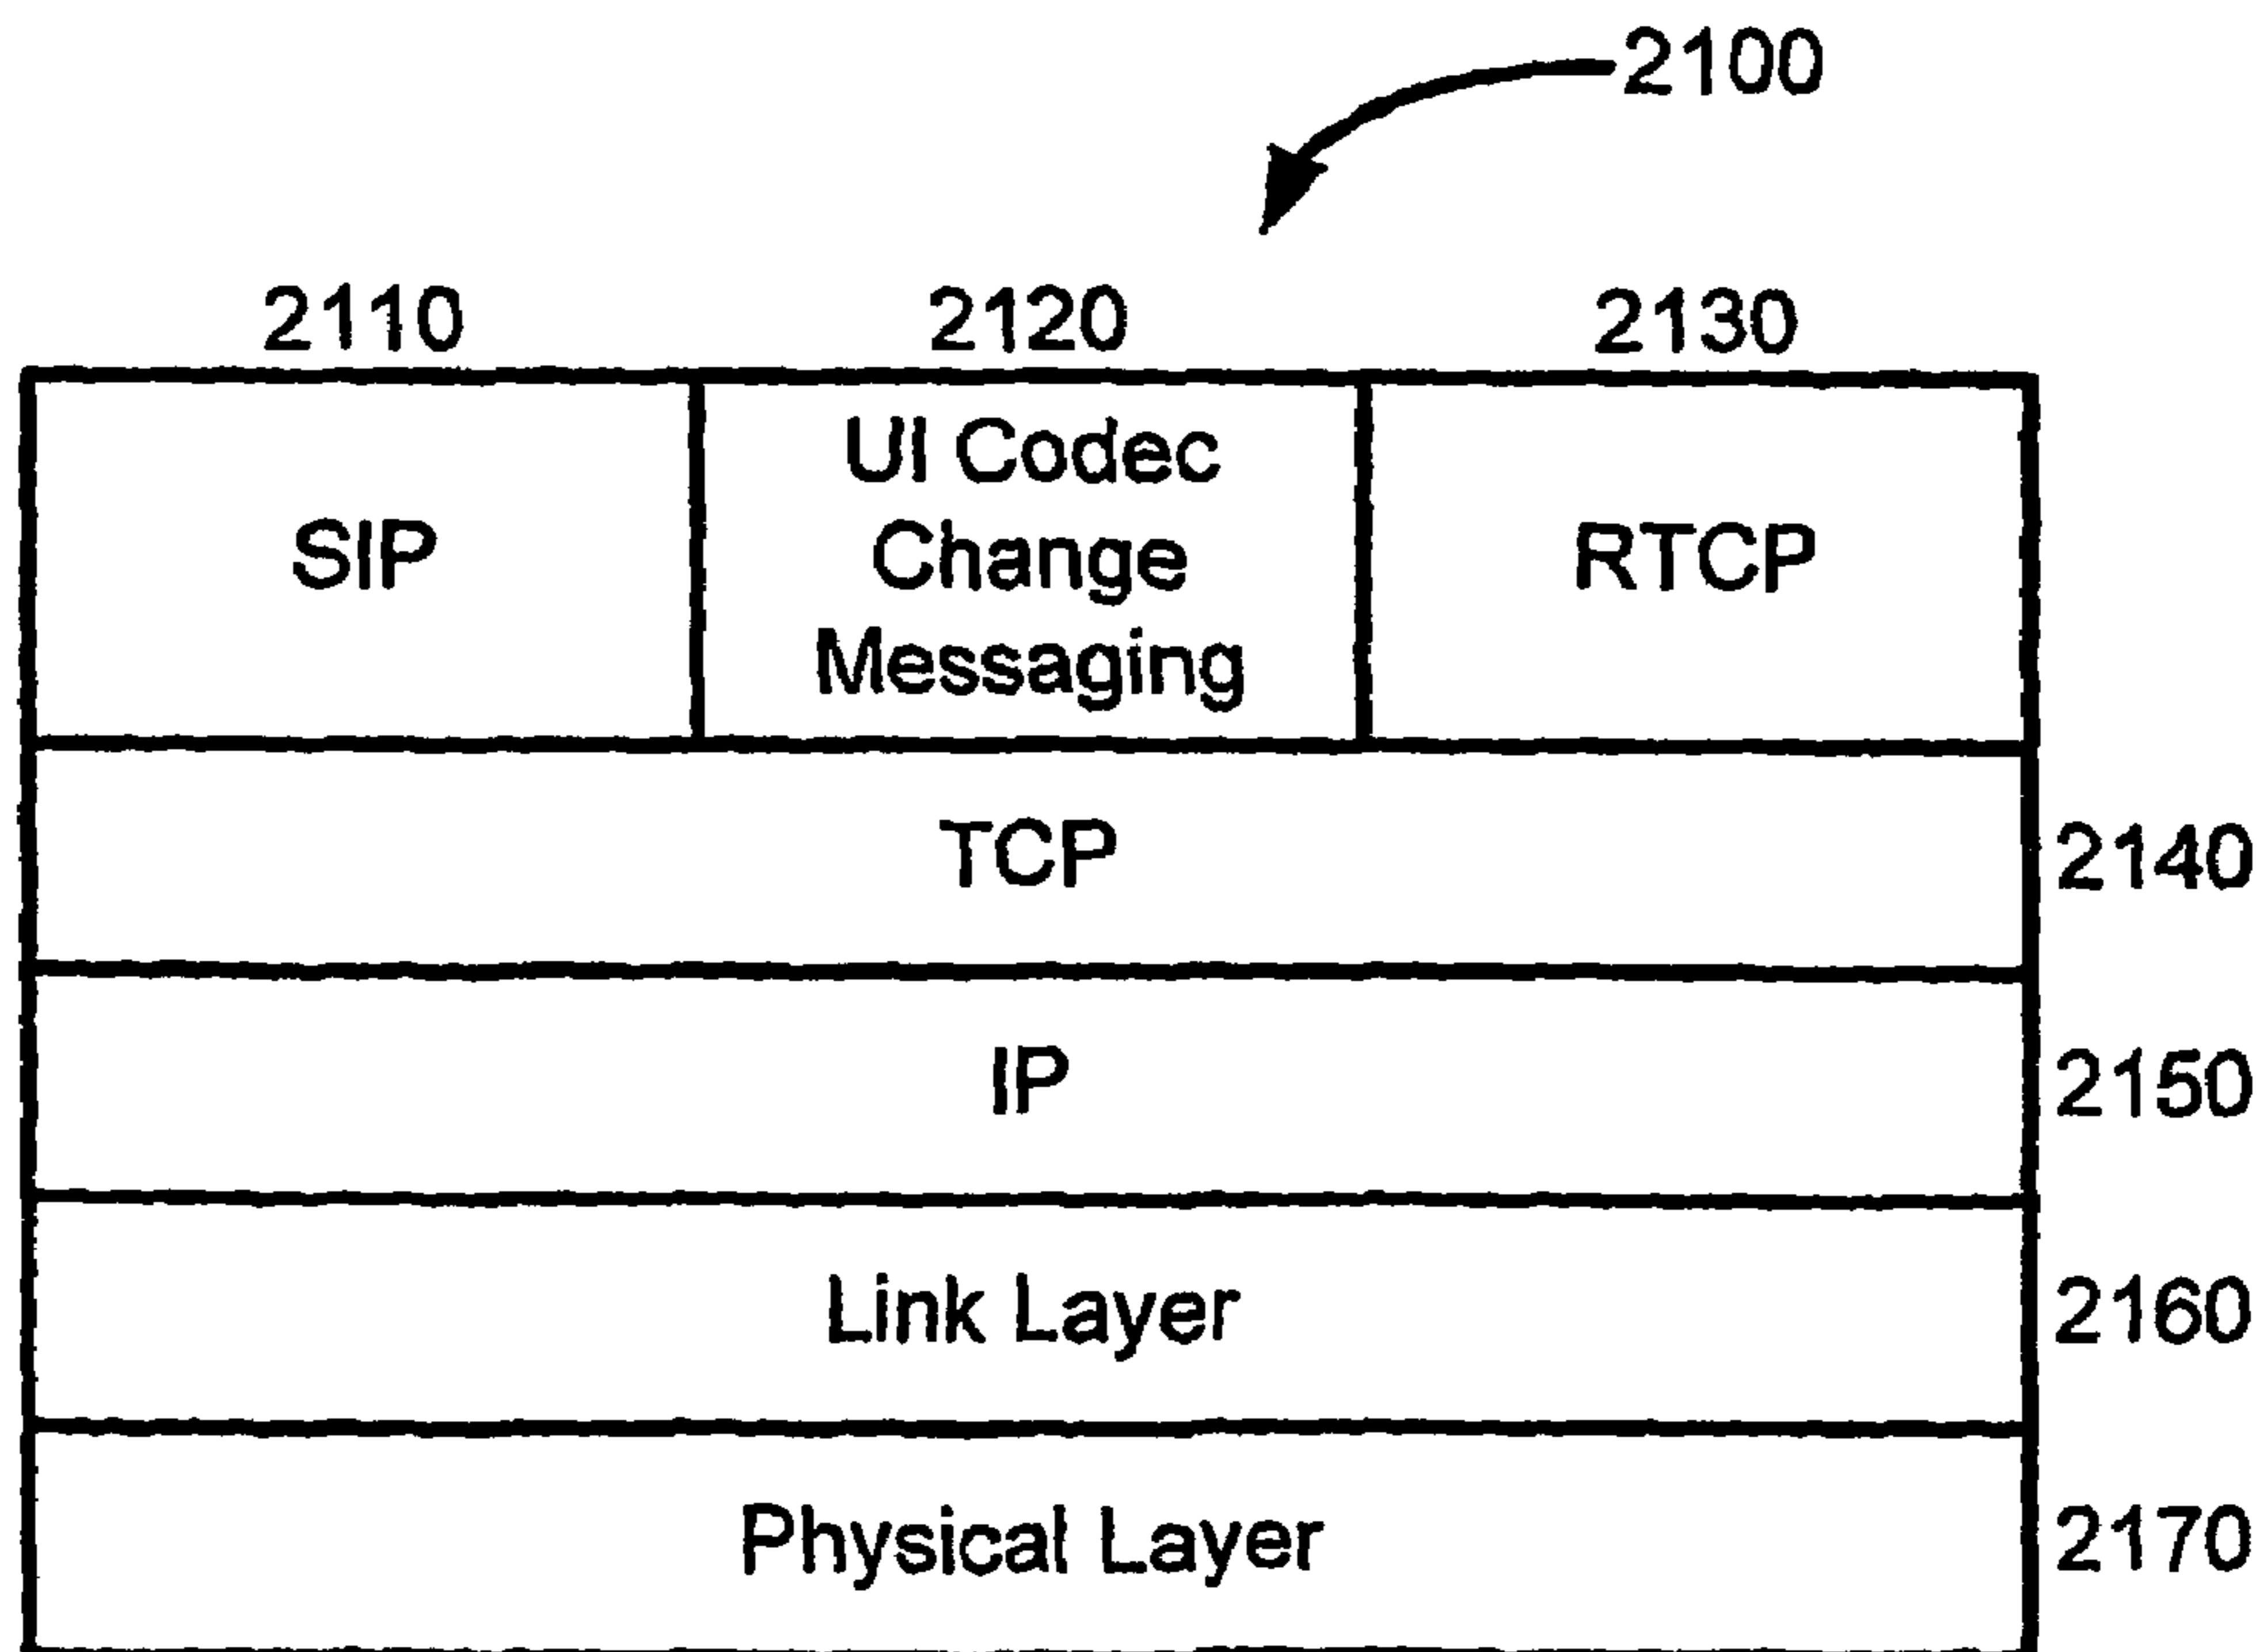 2100
2110 2120 2130
SIP
UI Codec
Change
Messaging
RTCP
TCP
2140
IP
2150
Link Layer
2160
Physical Layer
2170